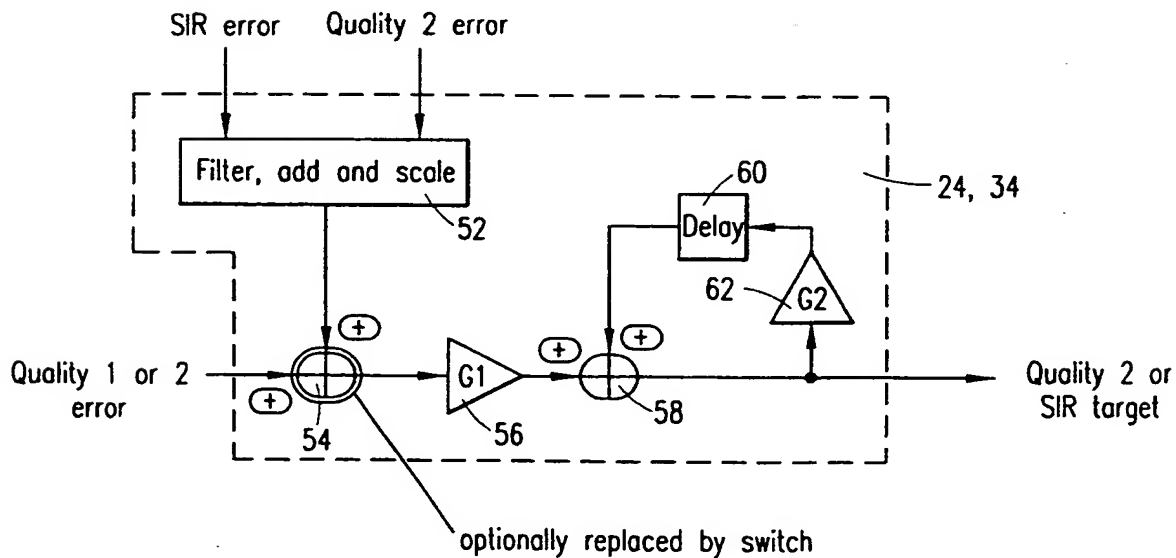 SIR error
Quality 2 error
Filter, add and scale
52
60
Delay
24, 34
62
G2
+
+
+
Quality 1 or 2
error
+
54
G1
56
58
Quality 2 or
SIR target
optionally replaced by switch